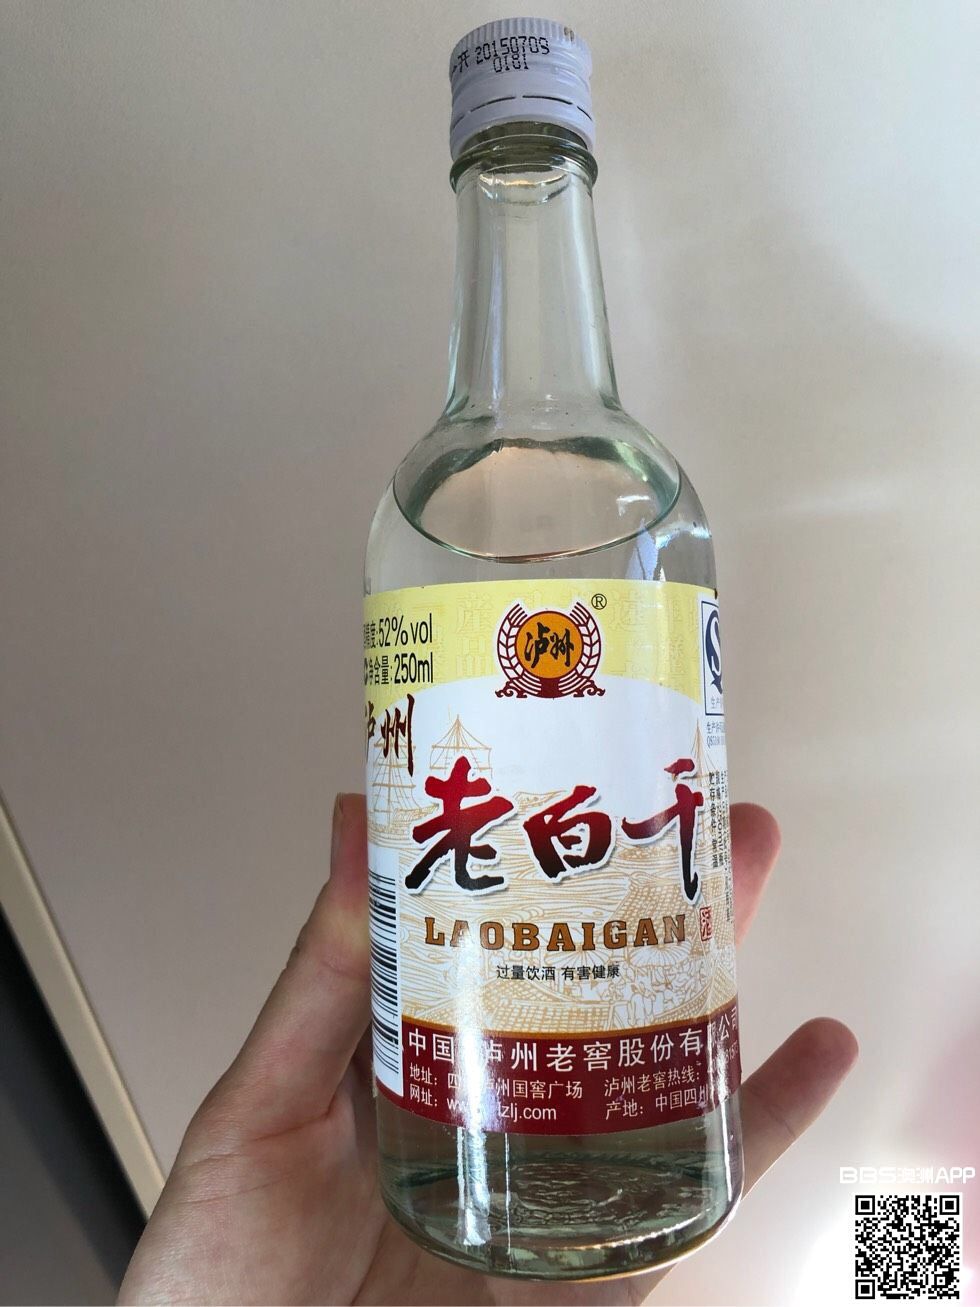 20150709
0181
泸州
®
精度:52%vol
净含量:250ml
泸州
老白干
LAOBAIGAN
过量饮酒 有害健康
中国 泸州老窖股份有限公司
地址: 四川泸州国窖广场 泸州老窖热线:
网址: www. lzlj.com 产地: 中国四川
BBS澳洲APP